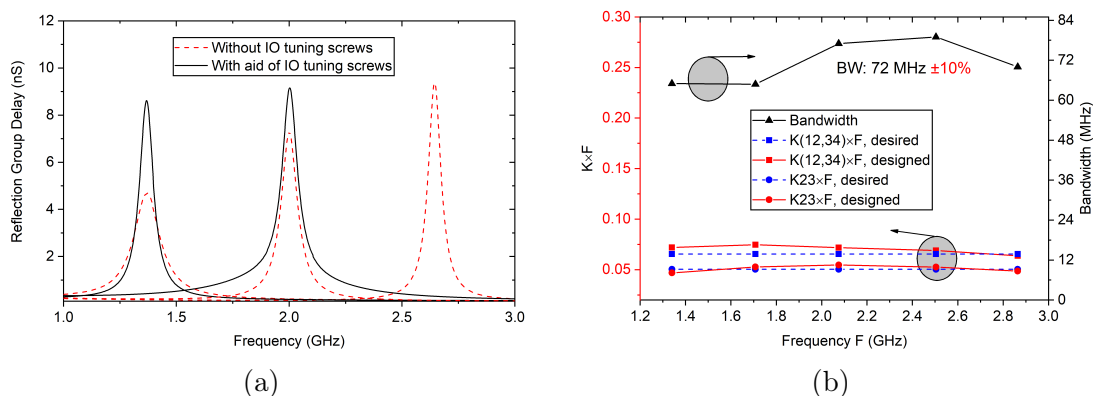 12
10
8
6
4
2
Reflection Group Delay (nS)
Without IO tuning screws
With aid of IO tuning screws
1.0
1.5
2.0
2.5
3.0
Frequency (GHz)
(a)
0.30
0.25
0.20
0.15
0.10
0.05
K×F
BW: 72 MHz ±10%
Bandwidth
K(12,34)×F, desired
K(12,34)×F, designed
K23×F, desired
K23×F, designed
84
72
60
48
36
24
12
0
Bandwidth (MHz)
1.2
1.4
1.6
1.8
2.0
2.2
2.4
2.6
2.8
3.0
Frequency F (GHz)
(b)